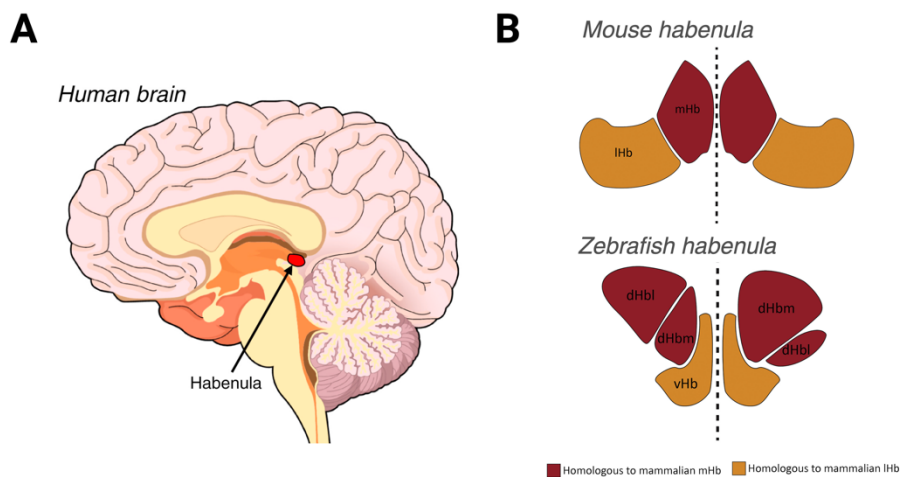 A
Human brain
Habenula
B
Mouse habenula
mHb
lHb
Zebrafish habenula
dHbl
dHbm
dHbm
dHbl
vHb
Homologous to mammalian mHb
Homologous to mammalian lHb